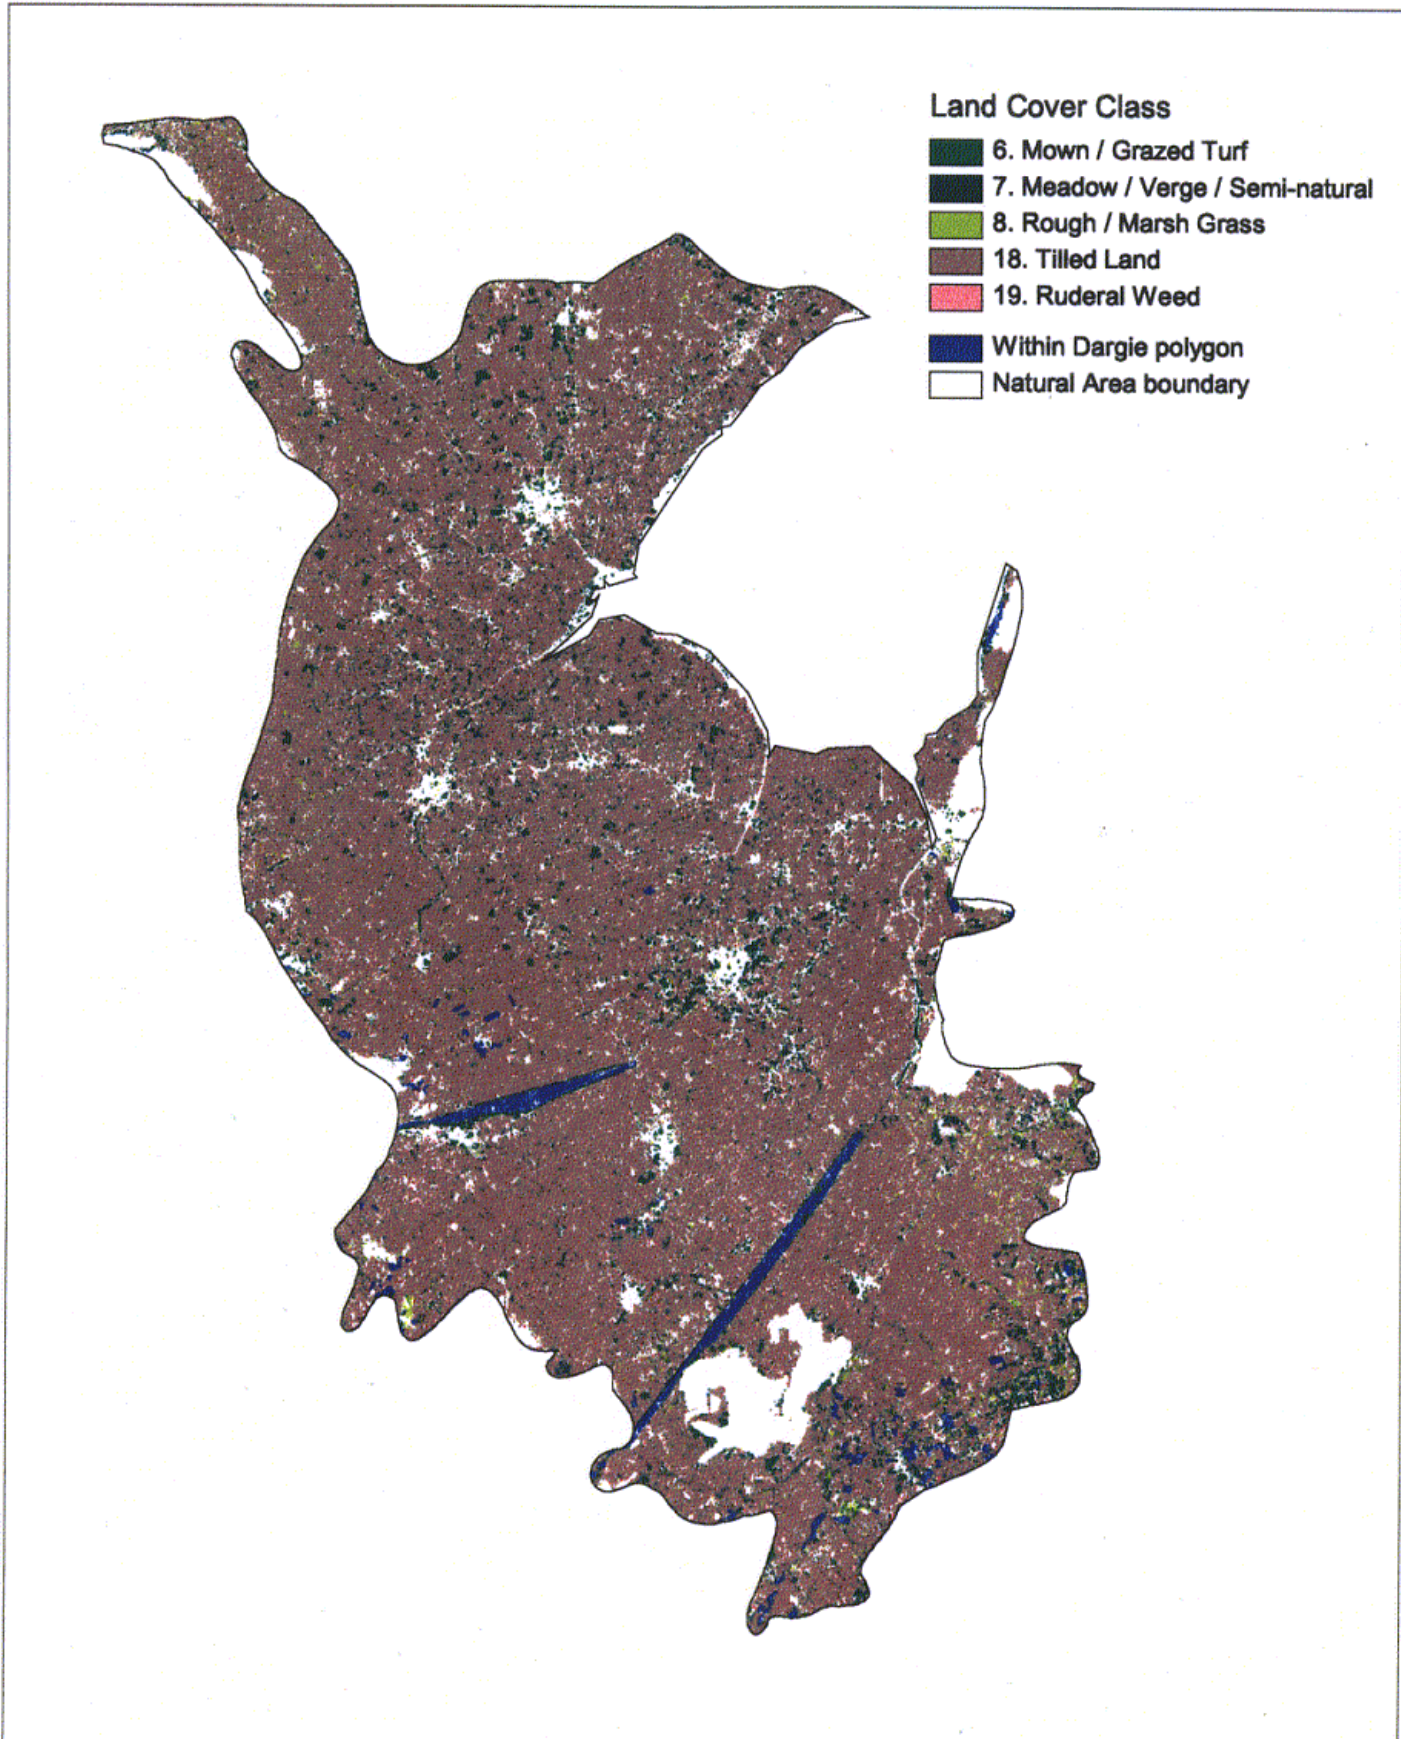 Land Cover Class
6. Mown / Grazed Turf
7. Meadow / Verge / Semi-natural
8. Rough / Marsh Grass
18. Tilled Land
19. Ruderal Weed
Within Dargie polygon
Natural Area boundary